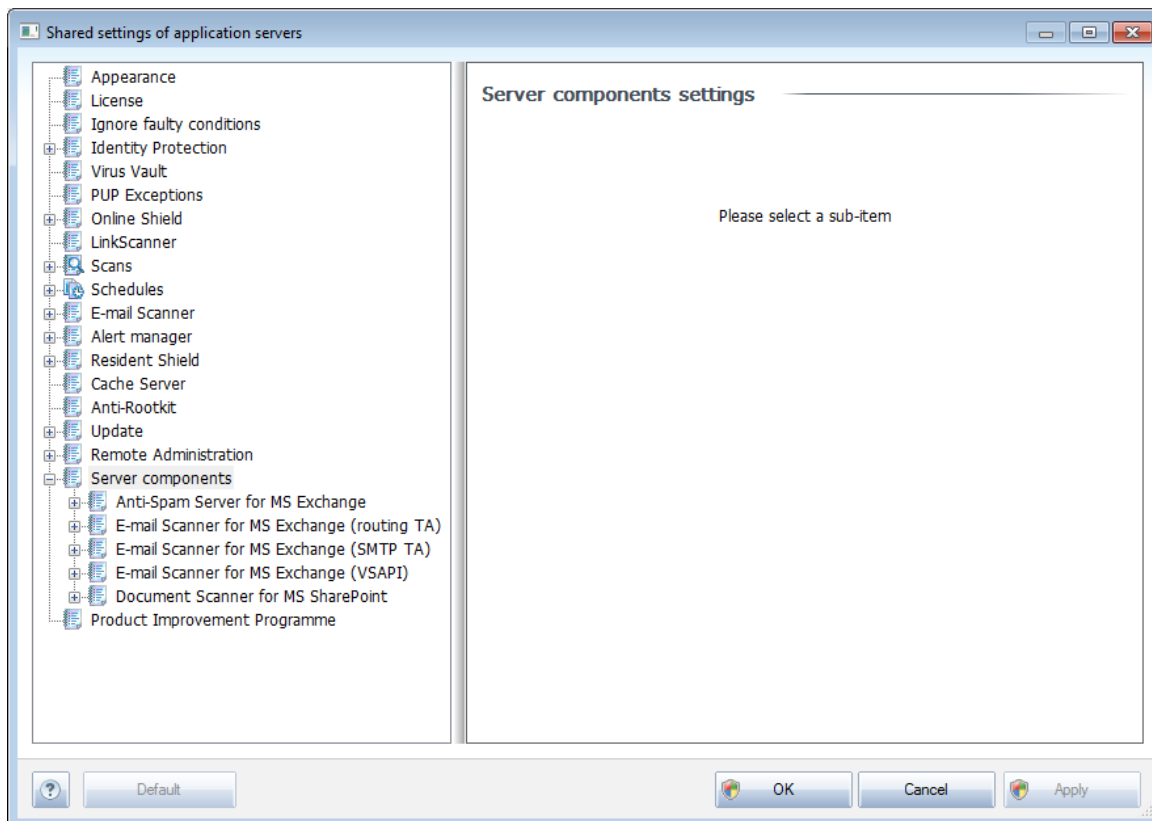 Shared settings of application servers
Appearance
License
Ignore faulty conditions
Identity Protection
Virus Vault
PUP Exceptions
Online Shield
LinkScanner
Scans
Schedules
E-mail Scanner
Alert manager
Resident Shield
Cache Server
Anti-Rootkit
Update
Remote Administration
Server components
Anti-Spam Server for MS Exchange
E-mail Scanner for MS Exchange (routing TA)
E-mail Scanner for MS Exchange (SMTP TA)
E-mail Scanner for MS Exchange (VSAPI)
Document Scanner for MS SharePoint
Product Improvement Programme
Server components settings
Please select a sub-item
?
Default
OK
Cancel
Apply